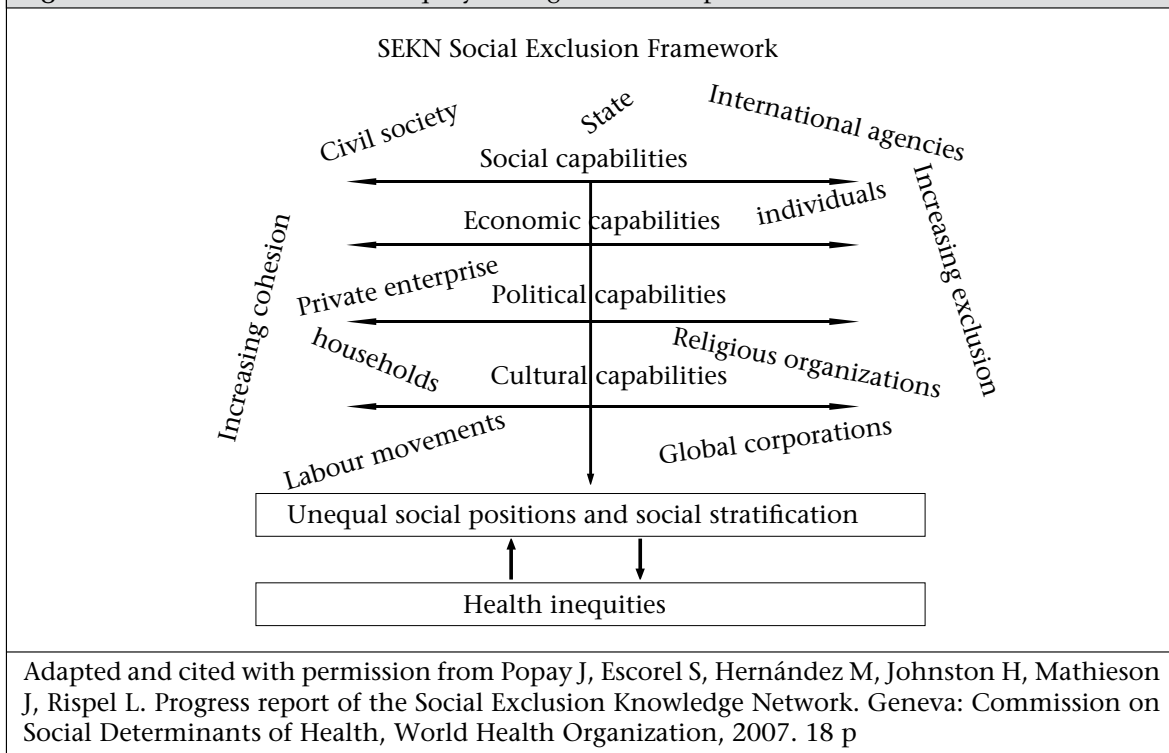 SEKN Social Exclusion Framework
Civil society
State
International agencies
Social capabilities
individuals
Economic capabilities
Increasing cohesion
Increasing exclusion
Private enterprise
Political capabilities
households
Religious organizations
Cultural capabilities
Labour movements
Global corporations
Unequal social positions and social stratification
Health inequities
Adapted and cited with permission from Popay J, Escorel S, Hernández M, Johnston H, Mathieson
J, Rispel L. Progress report of the Social Exclusion Knowledge Network. Geneva: Commission on
Social Determinants of Health, World Health Organization, 2007. 18 p